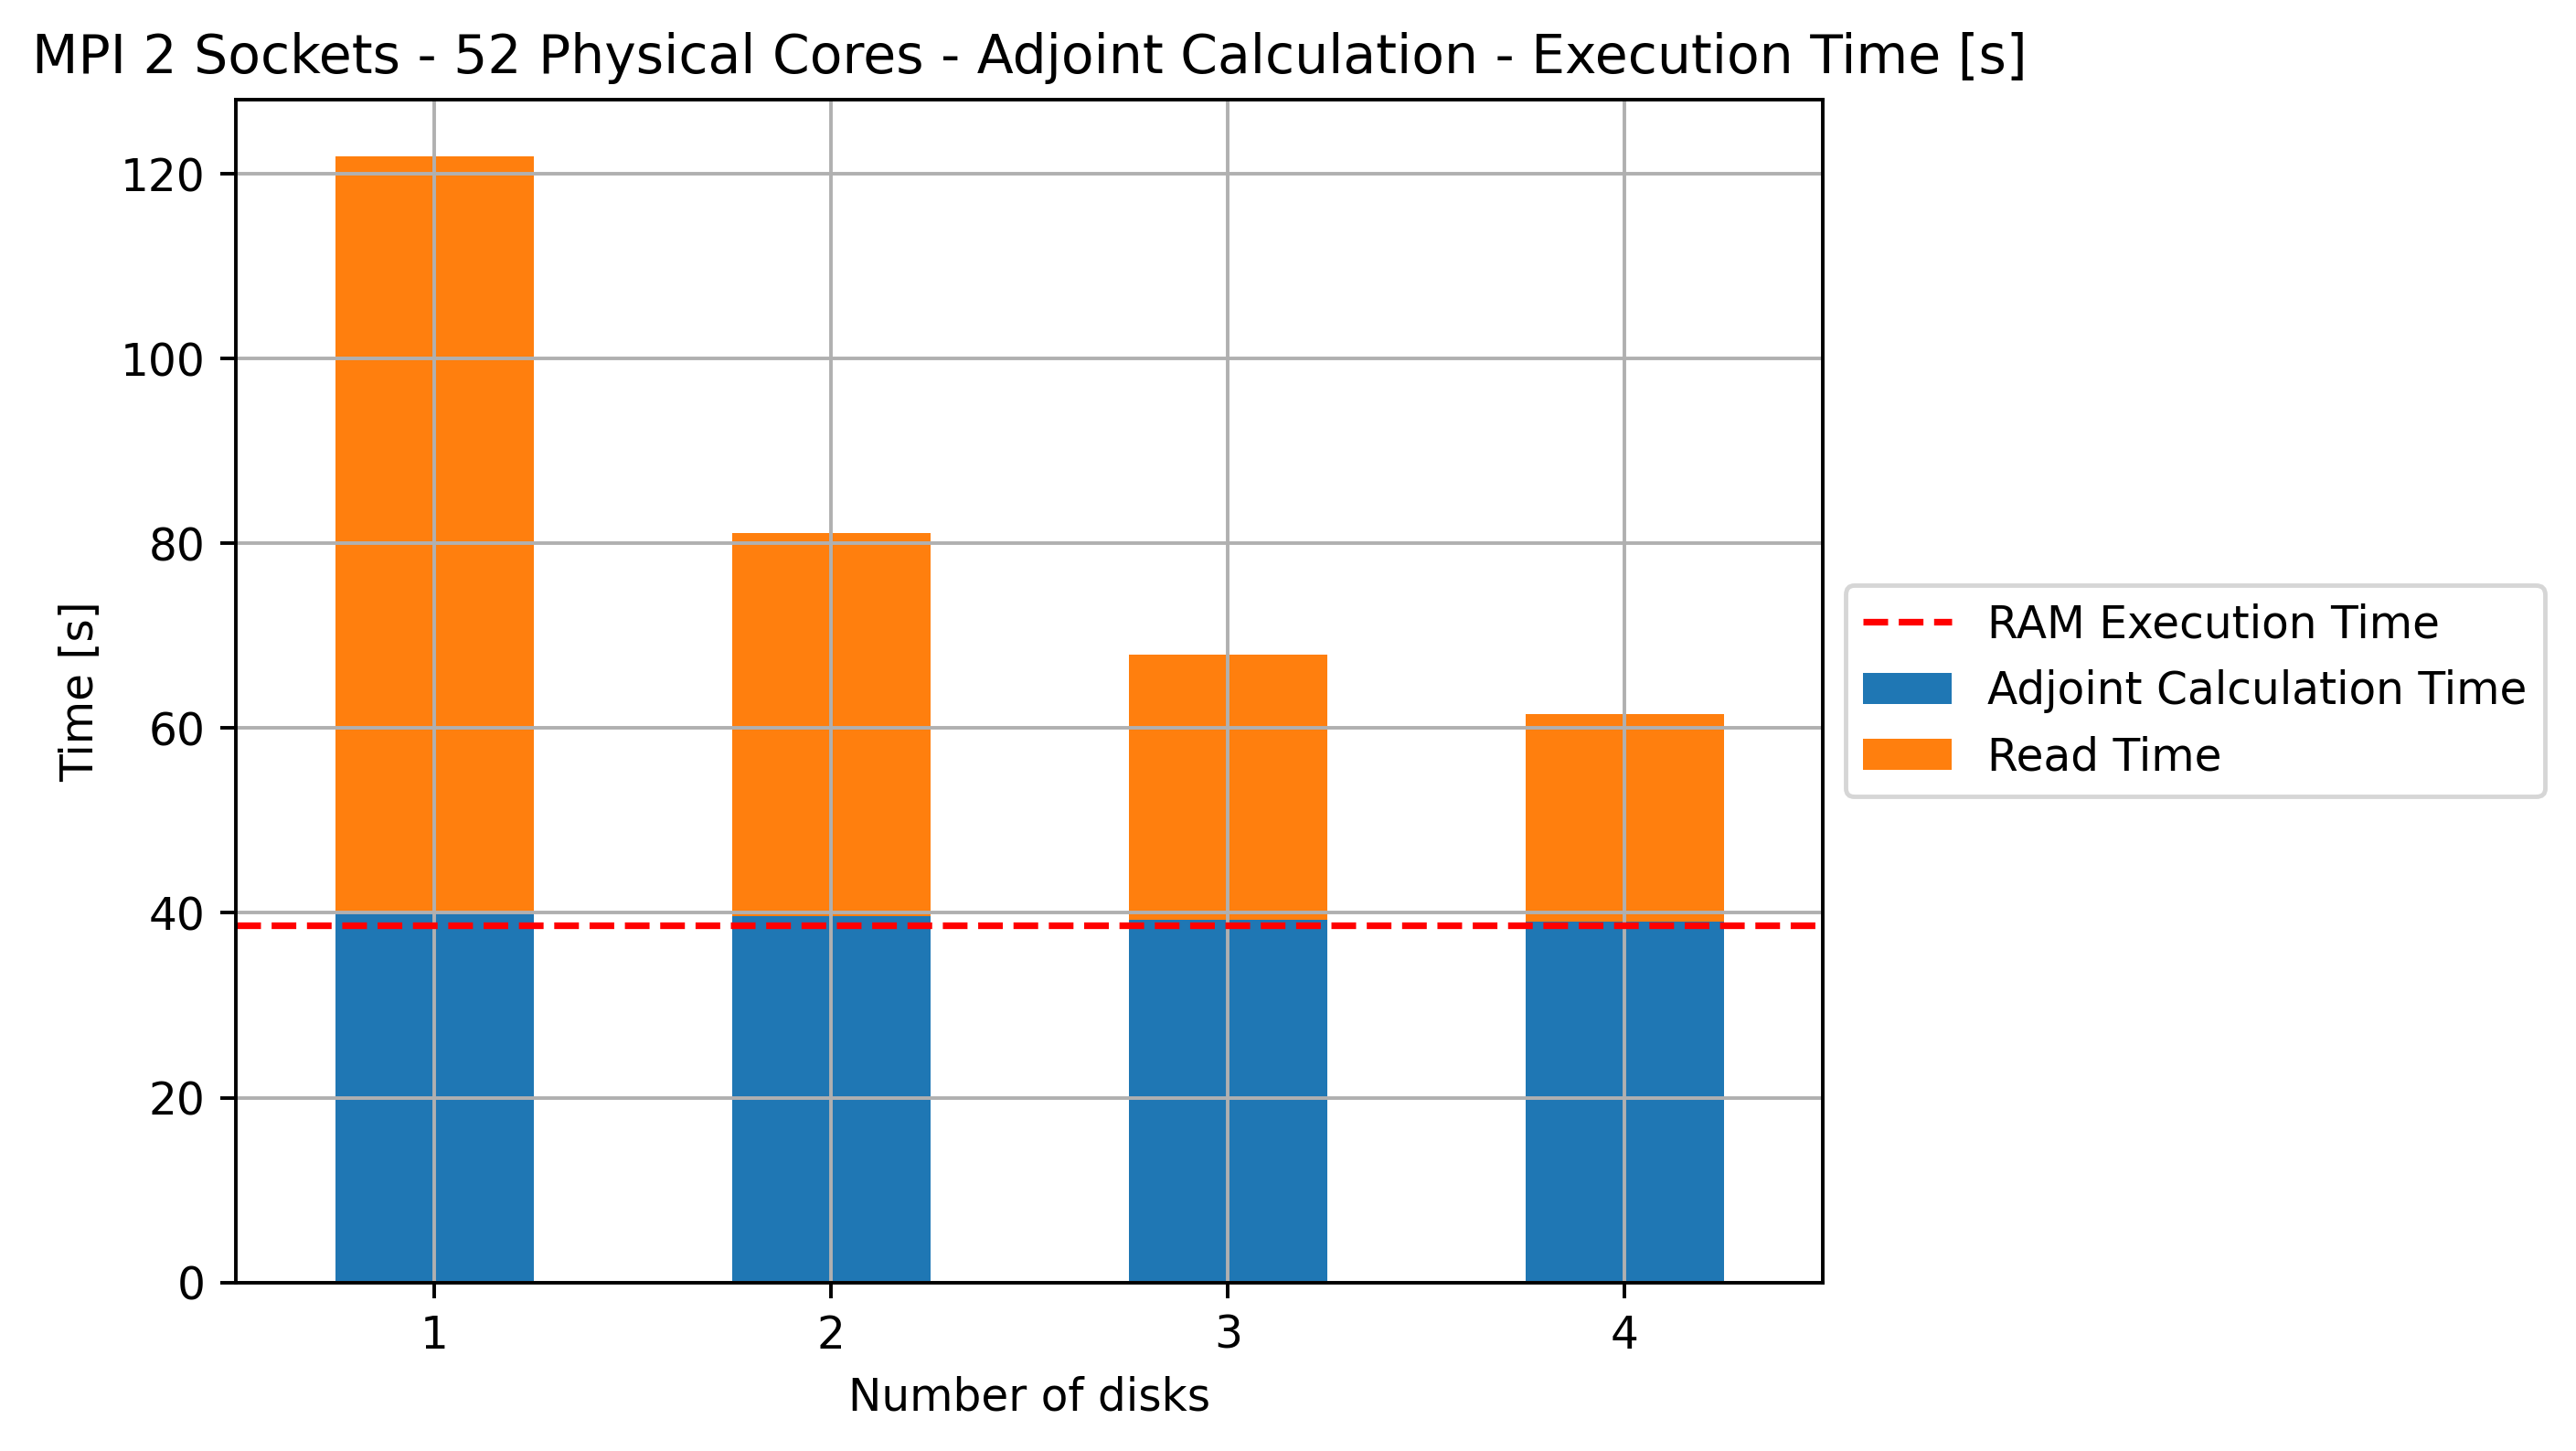 MPI 2 Sockets - 52 Physical Cores - Adjoint Calculation - Execution Time [s]
120
100
80
60
40
20
0
Time [s]
1 2 3 4
Number of disks
RAM Execution Time
Adjoint Calculation Time
Read Time